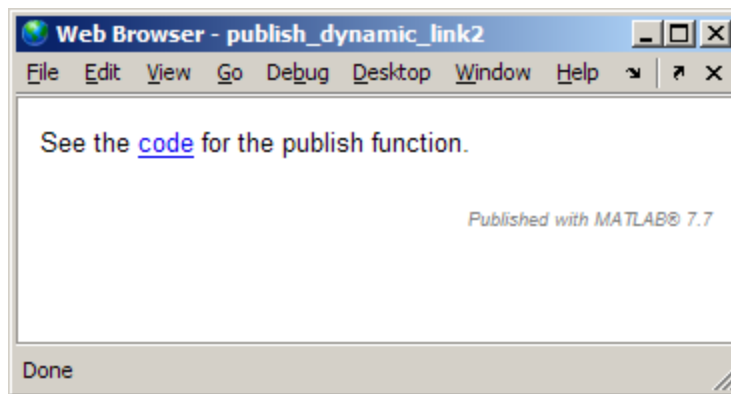 Web Browser - publish_dynamic_link2
File Edit View Go Debug Desktop Window Help
See the code for the publish function.
Published with MATLAB® 7.7
Done